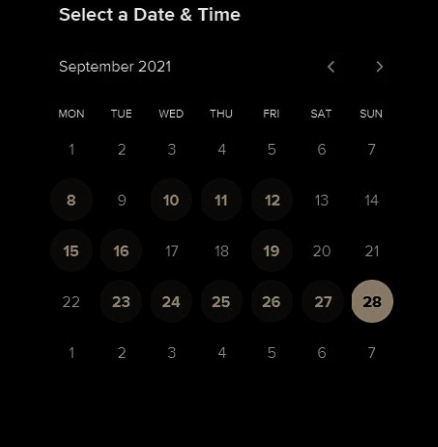 Select a Date & Time
September 2021
MON TUE WED THU FRI SAT SUN
1 2 3 4 5 6 7
8 9 10 11 12 13 14
15 16 17 18 19 20 21
22 23 24 25 26 27 28
1 2 3 4 5 6 7